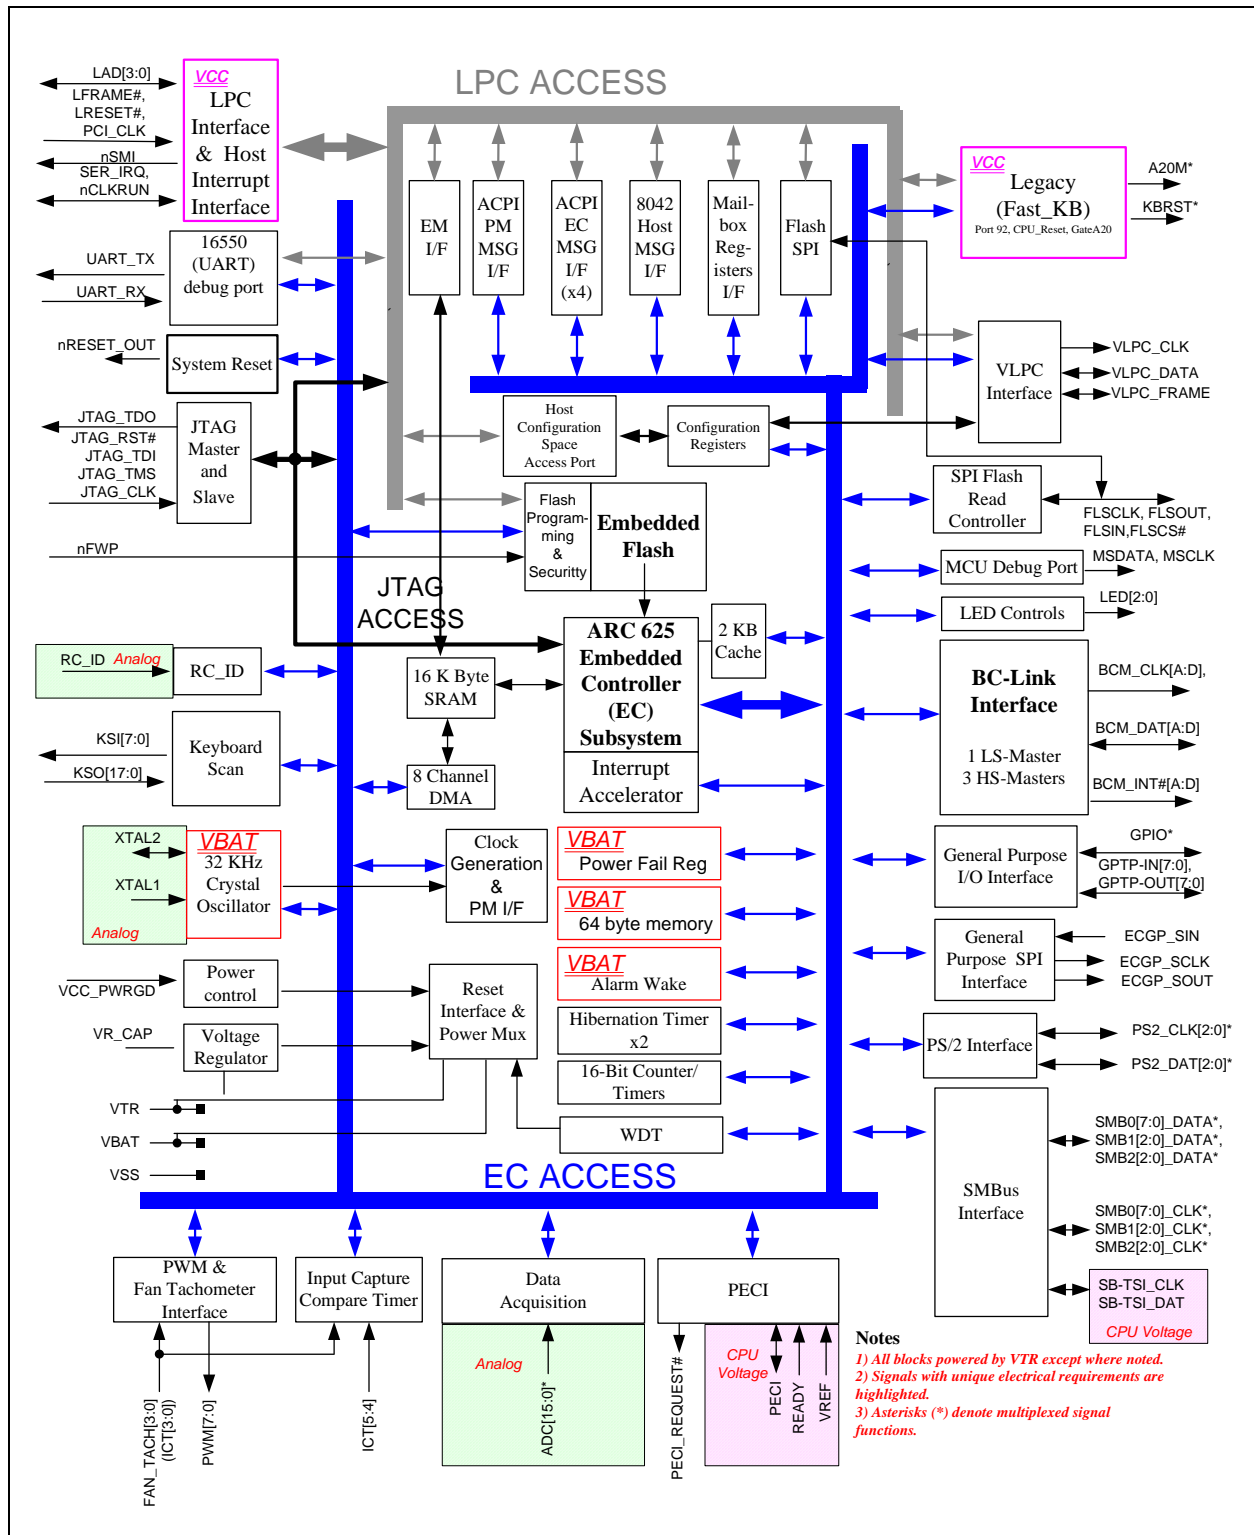 LPC ACCESS
LAD[3:0]
LFRAME#,
LRESET#,
PCI_CLK
nSMI
SER_IRQ,
nCLKRUN
VCC
LPC
Interface
& Host
Interrupt
Interface
EM
I/F
ACPI
PM
MSG
I/F
ACPI
EC
MSG
I/F
(x4)
8042
Host
MSG
I/F
Mail-
box
Reg-
isters
I/F
Flash
SPI
VCC
Legacy
(Fast_KB)
Port 92, CPU_Reset, GateA20
A20M*
KBRST*
UART_TX
UART_RX
16550
(UART)
debug port
nRESET_OUT
System Reset
VLPC
Interface
VLPC_CLK
VLPC_DATA
VLPC_FRAME
JTAG_TDO
JTAG_RST#
JTAG_TDI
JTAG_TMS
JTAG_CLK
JTAG
Master
and
Slave
Host
Configuration
Space
Access Port
Configuration
Registers
SPI Flash
Read
Controller
FLSCLK, FLSOUT,
FLSIN,FLSCS#
nFWP
Flash
Program-
ming
&
Securitty
Embedded
Flash
MCU Debug Port
MSDATA, MSCLK
JTAG
ACCESS
LED Controls
LED[2:0]
ARC 625
Embedded
Controller
(EC)
Subsystem
2 KB
Cache
RC_ID
Analog
RC_ID
16 K Byte
SRAM
BC-Link
Interface
1 LS-Master
3 HS-Masters
BCM_CLK[A:D],
BCM_DAT[A:D]
BCM_INT#[A:D]
KSI[7:0]
KSO[17:0]
Keyboard
Scan
8 Channel
DMA
Interrupt
Accelerator
XTAL2
XTAL1
Analog
VBAT
32 KHz
Crystal
Oscillator
Clock
Generation
&
PM I/F
VBAT
Power Fail Reg
General Purpose
I/O Interface
GPIO*
GPTP-IN[7:0],
GPTP-OUT[7:0]
VBAT
64 byte memory
General
Purpose SPI
Interface
ECGP_SIN
ECGP_SCLK
ECGP_SOUT
VCC_PWRGD
Power
control
Reset
Interface &
Power Mux
VBAT
Alarm Wake
VR_CAP
Voltage
Regulator
Hibernation Timer
x2
PS/2 Interface
PS2_CLK[2:0]*
PS2_DAT[2:0]*
16-Bit Counter/
Timers
VTR
VBAT
VSS
WDT
EC ACCESS
SMBus
Interface
SMB0[7:0]_DATA*,
SMB1[2:0]_DATA*,
SMB2[2:0]_DATA*
SMB0[7:0]_CLK*,
SMB1[2:0]_CLK*,
SMB2[2:0]_CLK*
SB-TSI_CLK
SB-TSI_DAT
CPU Voltage
PWM &
Fan Tachometer
Interface
Input Capture
Compare Timer
Data
Acquisition
PECI
Analog
CPU
Voltage
FAN_TACH[3:0]
(ICT[3:0])
PWM[7:0]
ICT[5:4]
ADC[15:0]*
PECI_REQUEST#
PECI
READY
VREF
Notes
1) All blocks powered by VTR except where noted.
2) Signals with unique electrical requirements are
highlighted.
3) Asterisks (*) denote multiplexed signal
functions.